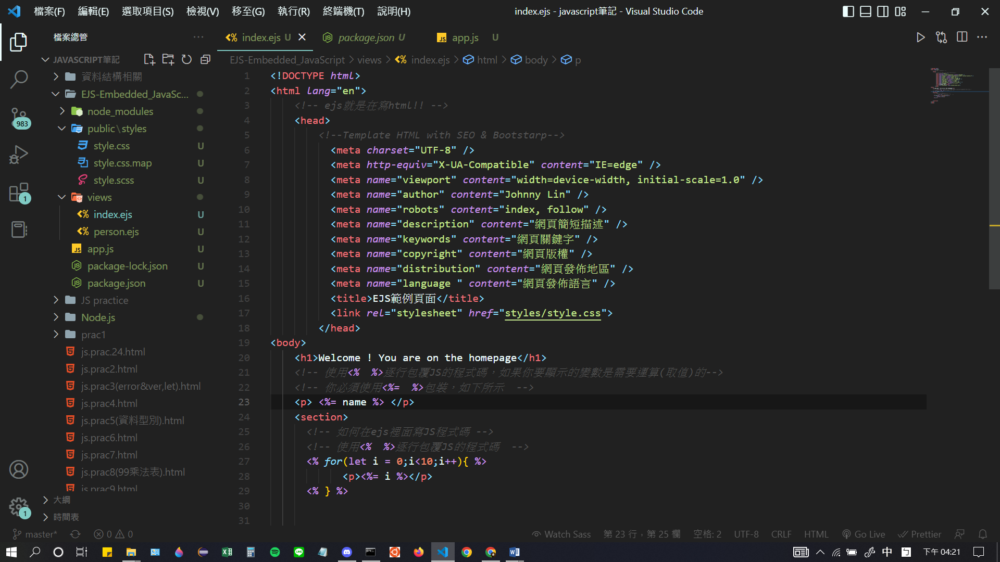 檔案(F) 編輯(E) 選取項目(S) 檢視(V) 移至(G) 執行(R) 終端機(T) 說明(H) index.ejs - javascript筆記 - Visual Studio Code
檔案總管
index.ejs U package.json U app.js U
JAVASCRIPT筆記
EJS-Embedded_JavaScript > views > index.ejs > html > body > p
資料結構相關
EJS-Embedded_JavaSc...
node_modules
public\styles
style.css U
style.css.map U
style.scss U
views
index.ejs U
person.ejs U
app.js U
package-lock.json U
package.json U
JS practice
Node.js
prac1
js.prac.24.html
js.prac2.html
js.prac3(error&ver,let).html
js.prac4.html
js.prac5(資料型別).html
js.prac6.html
js.prac7.html
js.prac8(99乘法表).html
js.prac9.html
大綱
時間表
983
1
1
1 <!DOCTYPE html>
2 <html lang="en">
3 <!-- ejs就是在寫html!! -->
4 <head>
5 <!--Template HTML with SEO & Bootstarp-->
6 <meta charset="UTF-8" />
7 <meta http-equiv="X-UA-Compatible" content="IE=edge" />
8 <meta name="viewport" content="width=device-width, initial-scale=1.0" />
9 <meta name="author" content="Johnny Lin" />
10 <meta name="robots" content="index, follow" />
11 <meta name="description" content="網頁簡短描述" />
12 <meta name="keywords" content="網頁關鍵字" />
13 <meta name="copyright" content="網頁版權" />
14 <meta name="distribution" content="網頁發佈地區" />
15 <meta name="language " content="網頁發佈語言" />
16 <title>EJS範例頁面</title>
17 <link rel="stylesheet" href="styles/style.css">
18 </head>
19 <body>
20 <h1>Welcome ! You are on the homepage</h1>
21 <!-- 使用<%  %>逐行包覆JS的程式碼，如果你要顯示的變數是需要運算(取值)的-->
22 <!-- 你必須使用<%=  %>包裝，如下所示  -->
23 <p> <%= name %> </p>
24 <section>
25 <!-- 如何在ejs裡面寫JS程式碼 -->
26 <!-- 使用<%  %>逐行包覆JS的程式碼  -->
27 <% for(let i = 0;i<10;i++){ %>
28 <p><%= i %></p>
29 <% } %>
30
31
master* 0 0 Watch Sass 第 23 行，第 25 欄 空格: 2 UTF-8 CRLF HTML Go Live Prettier
中 下午 04:21